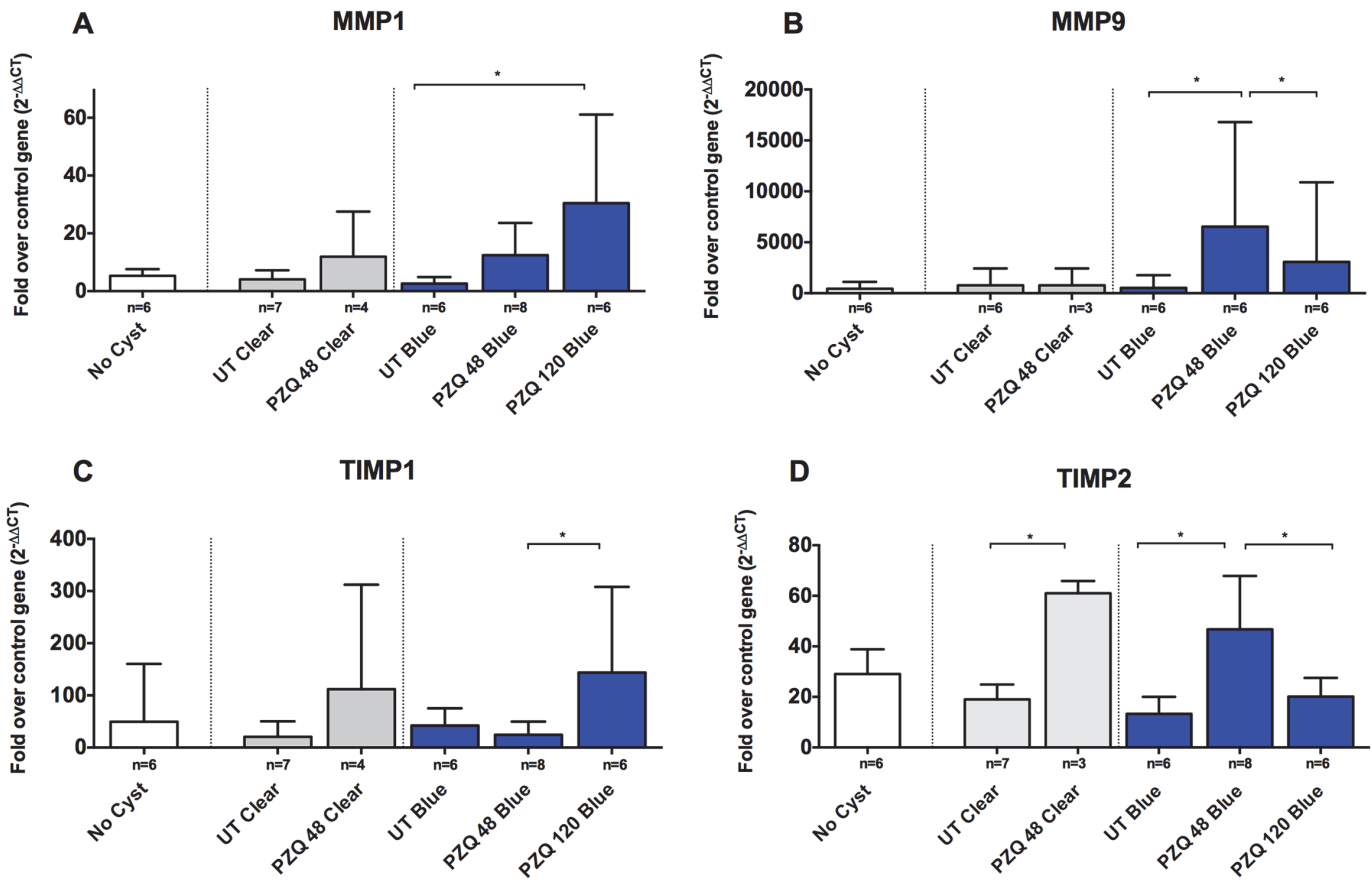 A
MMP1
Fold over control gene (2-ΔΔCT)
60
40
20
0
*
n=6
n=7
n=4
n=6
n=8
n=6
No Cyst
UT Clear
PZQ 48 Clear
UT Blue
PZQ 48 Blue
PZQ 120 Blue
B
MMP9
Fold over control gene (2-ΔΔCT)
20000
15000
10000
5000
0
*
*
n=6
n=6
n=3
n=6
n=6
n=6
No Cyst
UT Clear
PZQ 48 Clear
UT Blue
PZQ 48 Blue
PZQ 120 Blue
C
TIMP1
Fold over control gene (2-ΔΔCT)
400
300
200
100
0
*
n=6
n=7
n=4
n=6
n=8
n=6
No Cyst
UT Clear
PZQ 48 Clear
UT Blue
PZQ 48 Blue
PZQ 120 Blue
D
TIMP2
Fold over control gene (2-ΔΔCT)
80
60
40
20
0
*
*
*
n=6
n=7
n=3
n=6
n=8
n=6
No Cyst
UT Clear
PZQ 48 Clear
UT Blue
PZQ 48 Blue
PZQ 120 Blue